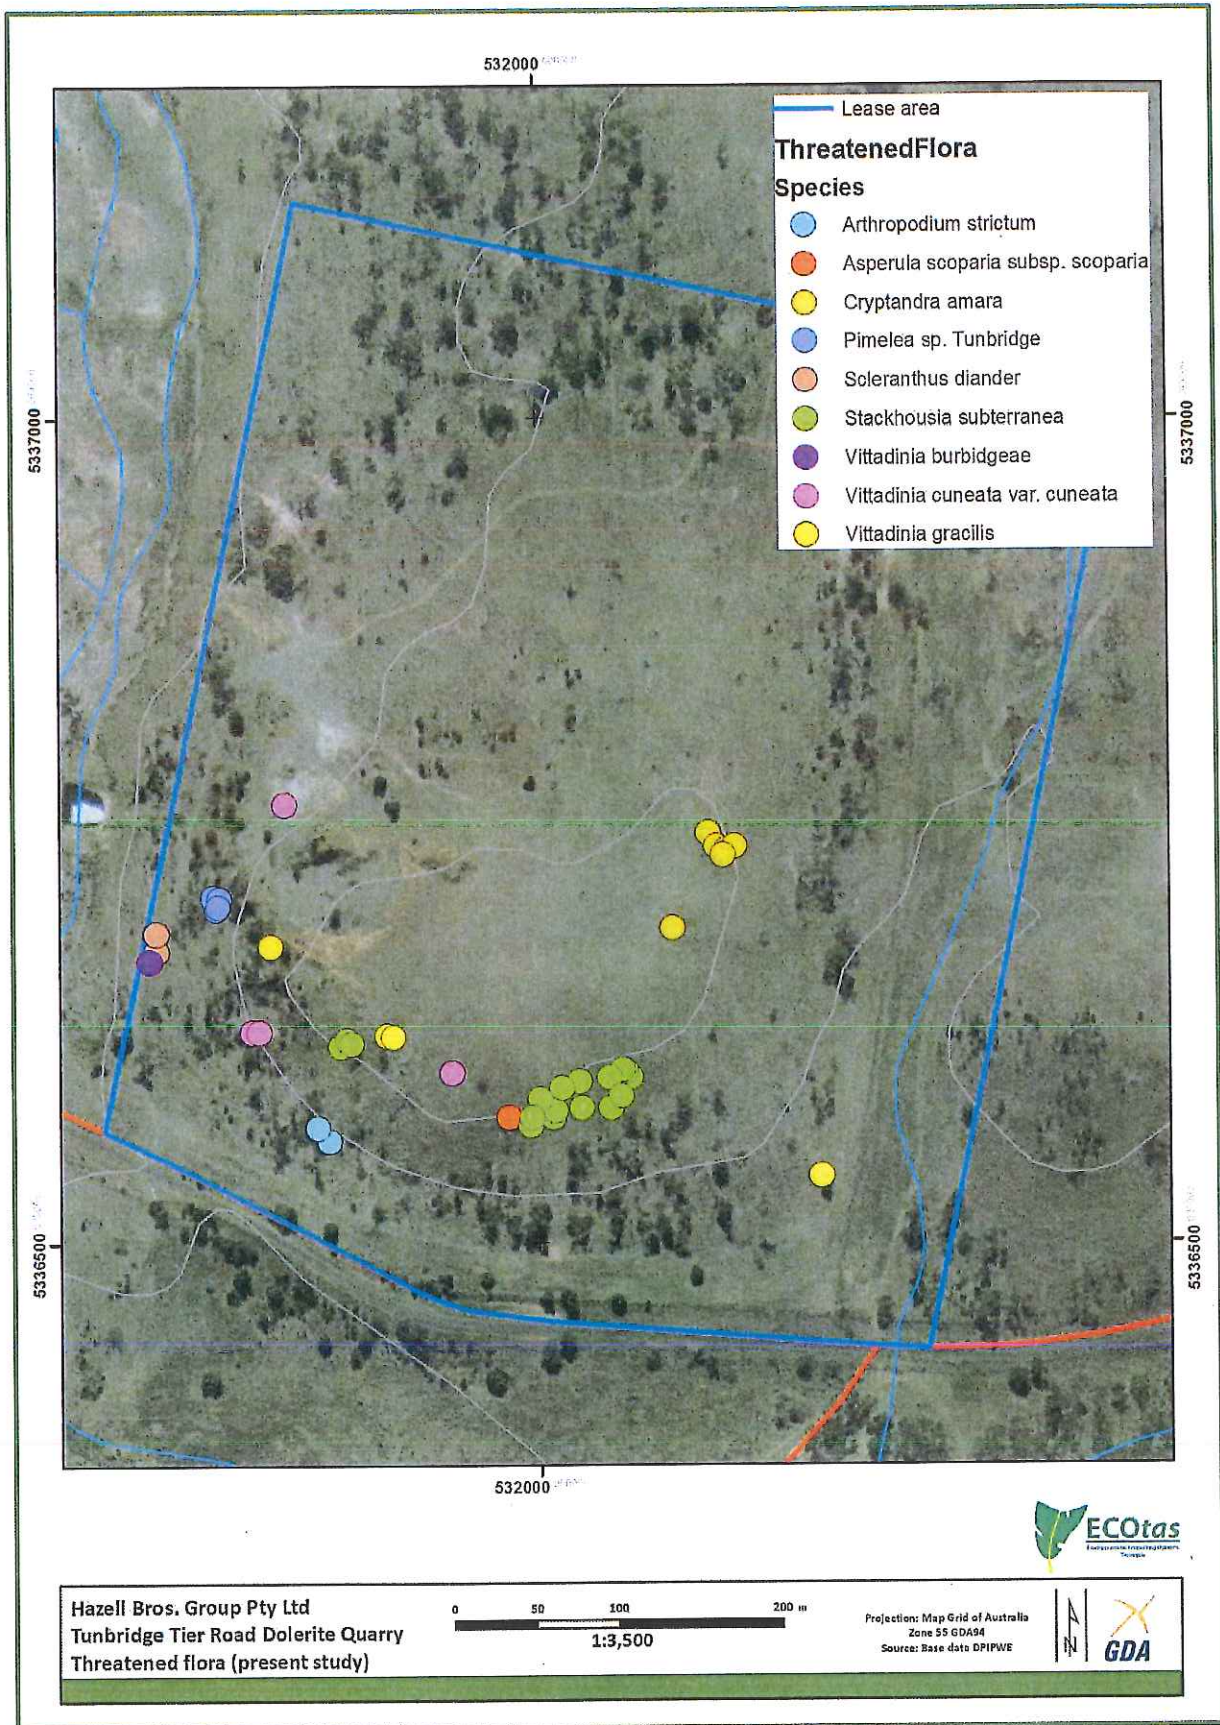 532000
Lease area
ThreatenedFlora
Species
Arthropodium strictum
Asperula scoparia subsp. scoparia
Cryptandra amara
Pimelea sp. Tunbridge
Scleranthus diander
Stackhousia subterranea
Vittadinia burbidgeae
Vittadinia cuneata var. cuneata
Vittadinia gracilis
5337000
5337000
5336500
5336500
532000
ECOtas
Hazell Bros. Group Pty Ltd
Tunbridge Tier Road Dolerite Quarry
Threatened flora (present study)
0 50 100 200 m
1:3,500
Projection: Map Grid of Australia
Zone 55 GDA94
Source: Base data DPIPWE
N
GDA